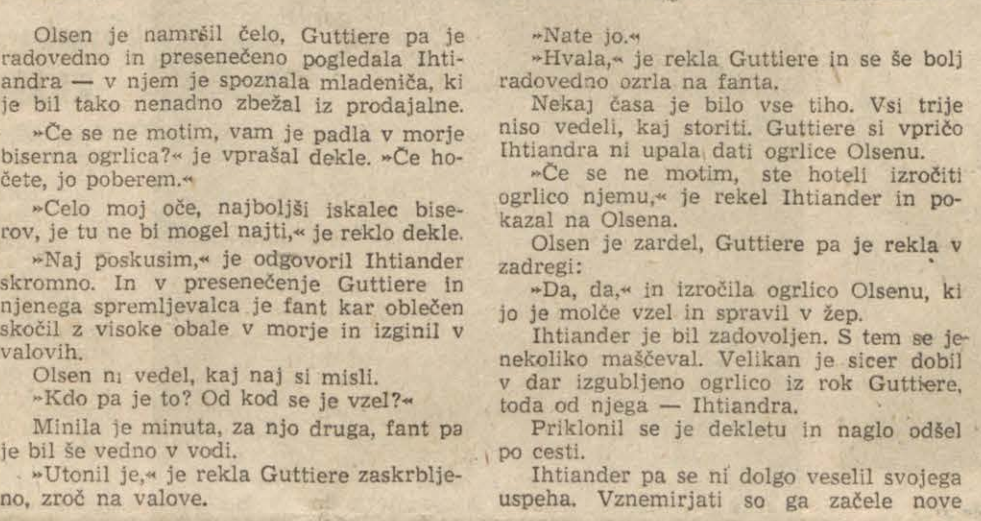 Olsen je namršil čelo, Guttiere pa je
radovedno in presenečeno pogledala Ihti-
andra — v njem je spoznala mladeniča, ki
je bil tako nenadno zbežal iz prodajalne.
»Če se ne motim, vam je padla v morje
biserna ogrlica?« je vprašal dekle. »Če ho-
čete, jo poberem.«
»Celo moj oče, najboljši iskalec bise-
rov, je tu ne bi mogel najti,« je reklo dekle.
»Naj poskusim,« je odgovoril Ihtiander
skromno. In v presenečenje Guttiere in
njenega spremljevalca je fant kar oblečen
skočil z visoke obale v morje in izginil v
valovih.
Olsen ni vedel, kaj naj si misli.
»Kdo pa je to? Od kod se je vzel?«
Minila je minuta, za njo druga, fant pa
je bil še vedno v vodi.
»Utonil je,« je rekla Guttiere zaskrblje-
no, zroč na valove.
»Nate jo.«
»Hvala,« je rekla Guttiere in se še bolj
radovedno ozrla na fanta.
Nekaj časa je bilo vse tiho. Vsi trije
niso vedeli, kaj storiti. Guttiere si vpričo
Ihtiandra ni upala dati ogrlice Olsenu.
»Če se ne motim, ste hoteli izročiti
ogrlico njemu,« je rekel Ihtiander in po-
kazal na Olsena.
Olsen je zardel, Guttiere pa je rekla v
zadregi:
»Da, da,« in izročila ogrlico Olsenu, ki
jo je molče vzel in spravil v žep.
Ihtiander je bil zadovoljen. S tem se je
nekoliko maščeval. Velikan je sicer dobil
v dar izgubljeno ogrlico iz rok Guttiere,
toda od njega — Ihtiandra.
Priklonil se je dekletu in naglo odšel
po cesti.
Ihtiander pa se ni dolgo veselil svojega
uspeha. Vznemirjati so ga začele nove